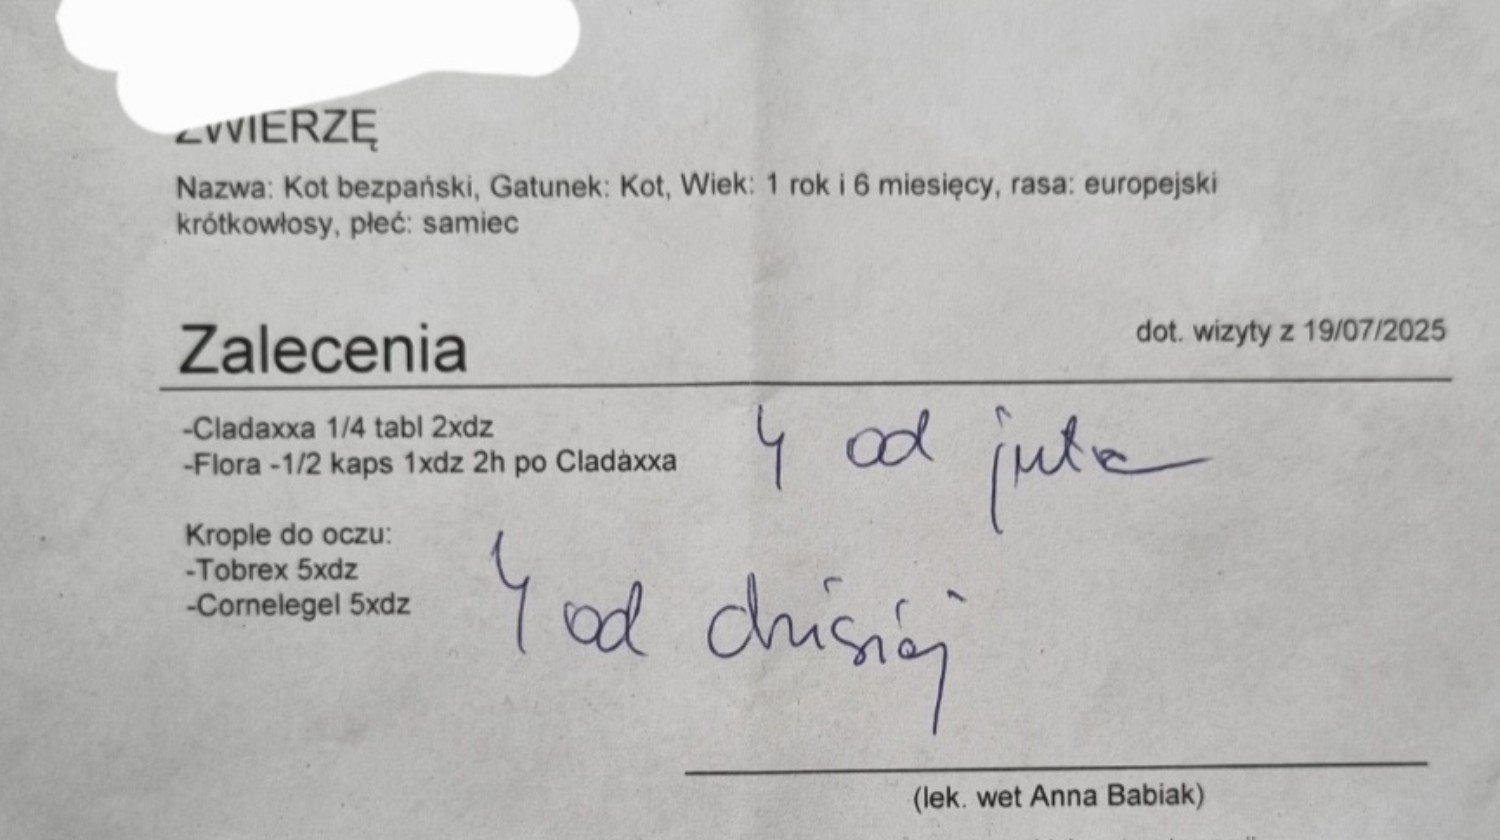 ZWIERZĘ
Nazwa: Kot bezpański, Gatunek: Kot, Wiek: 1 rok i 6 miesięcy, rasa: europejski
krótkowłosy, płeć: samiec
Zalecenia
dot. wizyty z 19/07/2025
-Cladaxxa 1/4 tabl 2xdz
-Flora -1/2 kaps 1xdz 2h po Cladaxxa
od jutra
Krople do oczu:
-Tobrex 5xdz
-Cornelegel 5xdz
od dzisiaj
(lek. wet Anna Babiak)